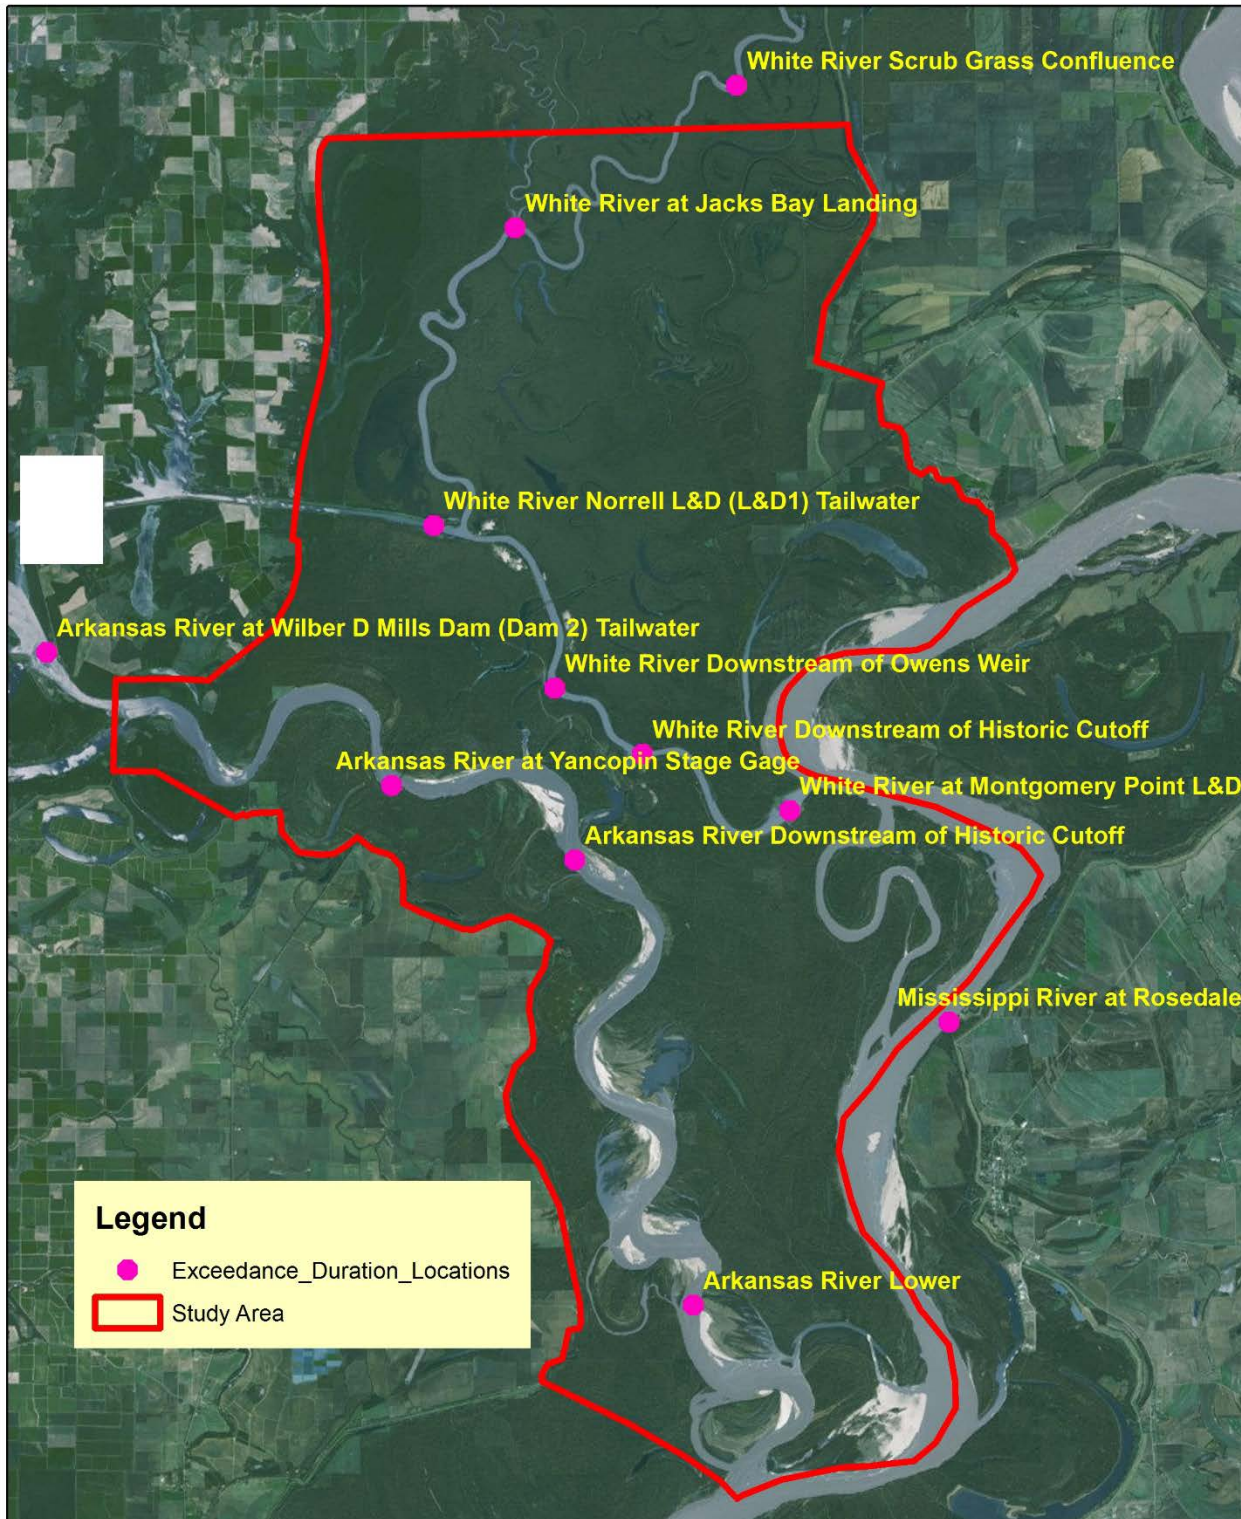 White River Scrub Grass Confluence
White River at Jacks Bay Landing
White River Norrell L&D (L&D1) Tailwater
Arkansas River at Wilber D Mills Dam (Dam 2) Tailwater
White River Downstream of Owens Weir
White River Downstream of Historic Cutoff
Arkansas River at Yancopin Stage Gage
White River at Montgomery Point L&D
Arkansas River Downstream of Historic Cutoff
Mississippi River at Rosedale
Arkansas River Lower
Legend
Exceedance_Duration_Locations
Study Area